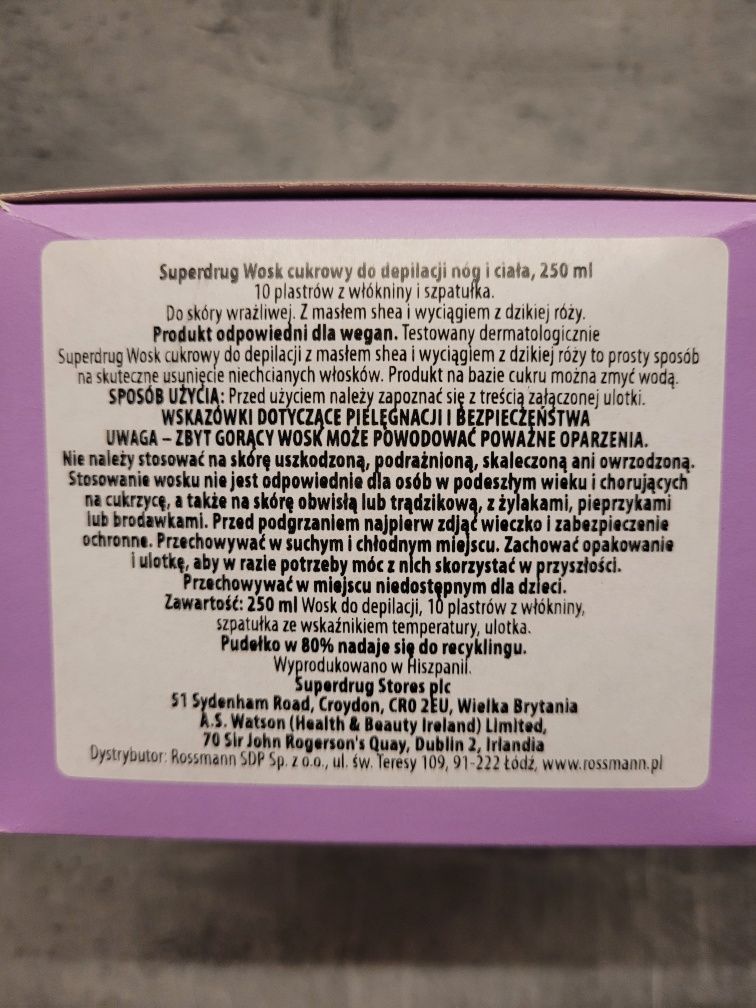 Superdrug Wosk cukrowy do depilacji nóg i ciała, 250 ml
10 plastrów z włókniny i szpatułka.
Do skóry wrażliwej. Z masłem shea i wyciągiem z dzikiej róży.
Produkt odpowiedni dla wegan. Testowany dermatologicznie
Superdrug Wosk cukrowy do depilacji z masłem shea i wyciągiem z dzikiej róży to prosty sposób
na skuteczne usunięcie niechcianych włosków. Produkt na bazie cukru można zmyć wodą.
SPOSÓB UŻYCIA: Przed użyciem należy zapoznać się z treścią załączonej ulotki.
WSKAZÓWKI DOTYCZĄCE PIELĘGNACJI I BEZPIECZEŃSTWA
UWAGA – ZBYT GORĄCY WOSK MOŻE POWODOWAĆ POWAŻNE OPARZENIA.
Nie należy stosować na skórę uszkodzoną, podrażnioną, skaleczoną ani owrzodzoną.
Stosowanie wosku nie jest odpowiednie dla osób w podeszłym wieku i chorujących
na cukrzycę, a także na skórę obwisłą lub trądzikową, z żylakami, pieprzykami
lub brodawkami. Przed podgrzaniem najpierw zdjąć wieczko i zabezpieczenie
ochronne. Przechowywać w suchym i chłodnym miejscu. Zachować opakowanie
i ulotkę, aby w razie potrzeby móc z nich skorzystać w przyszłości.
Przechowywać w miejscu niedostępnym dla dzieci.
Zawartość: 250 ml Wosk do depilacji, 10 plastrów z włókniny,
szpatułka ze wskaźnikiem temperatury, ulotka.
Pudełko w 80% nadaje się do recyklingu.
Wyprodukowano w Hiszpanii.
Superdrug Stores plc
51 Sydenham Road, Croydon, CR0 2EU, Wielka Brytania
A.S. Watson (Health & Beauty Ireland) Limited,
70 Sir John Rogerson's Quay, Dublin 2, Irlandia
Dystrybutor: Rossmann SDP Sp. z o.o., ul. św. Teresy 109, 91-222 Łódź, www.rossmann.pl